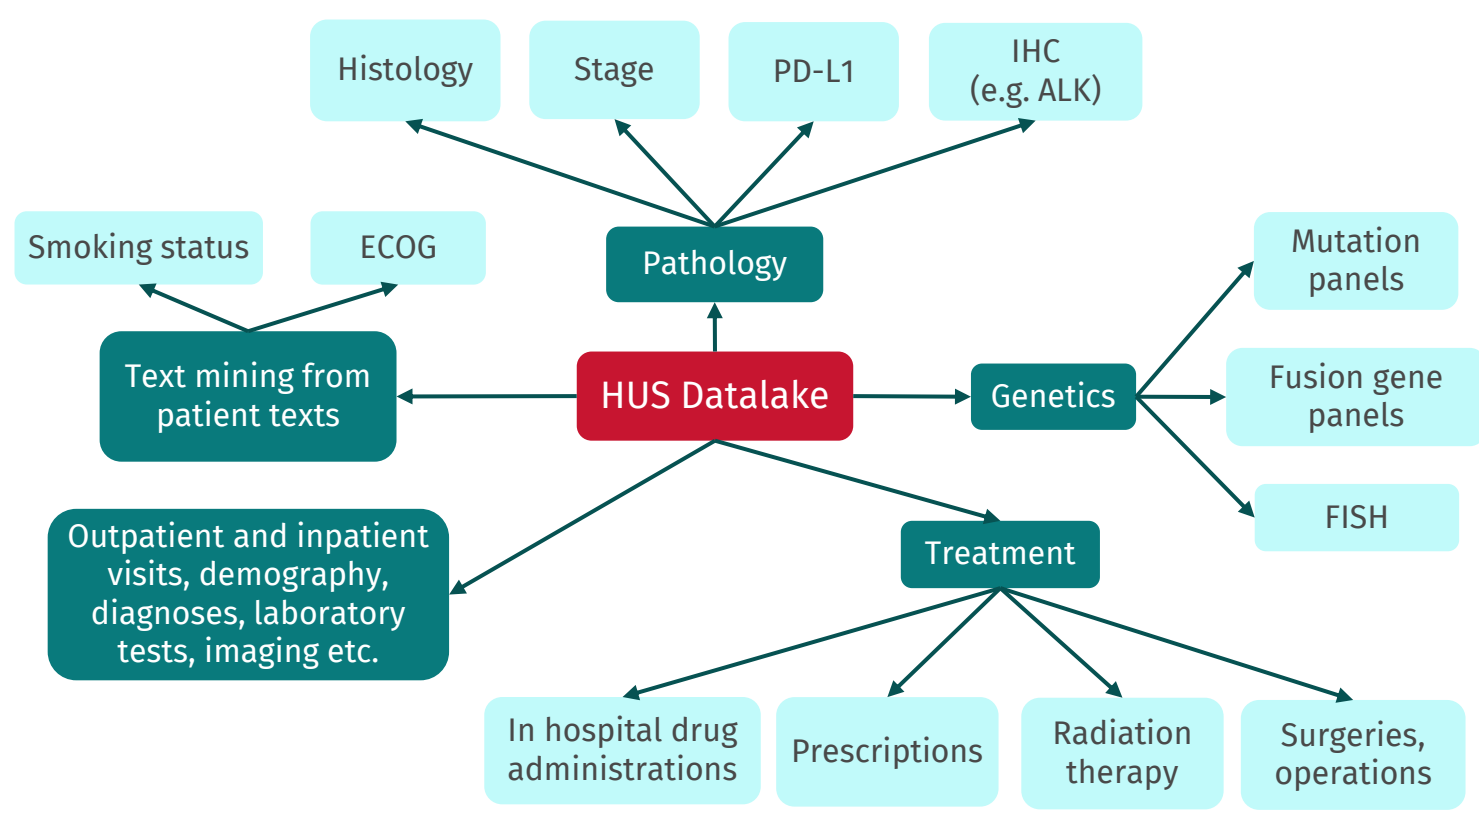 Histology
Stage
PD-L1
IHC
(e.g. ALK)
Smoking status
ECOG
Pathology
Mutation
panels
Text mining from
patient texts
HUS Datalake
Genetics
Fusion gene
panels
FISH
Outpatient and inpatient
visits, demography,
diagnoses, laboratory
tests, imaging etc.
Treatment
In hospital drug
administrations
Prescriptions
Radiation
therapy
Surgeries,
operations